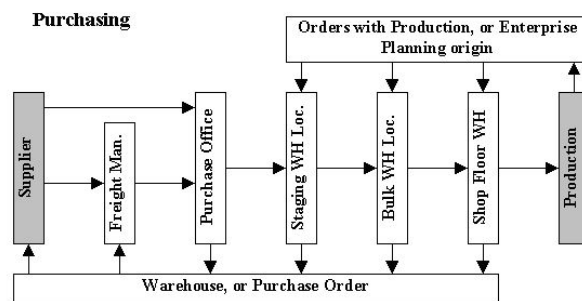 Purchasing
Orders with Production, or Enterprise
Planning origin
Supplier
Freight Man.
Purchase Office
Staging WH Loc.
Bulk WH Loc.
Shop Floor WH
Production
Warehouse, or Purchase Order